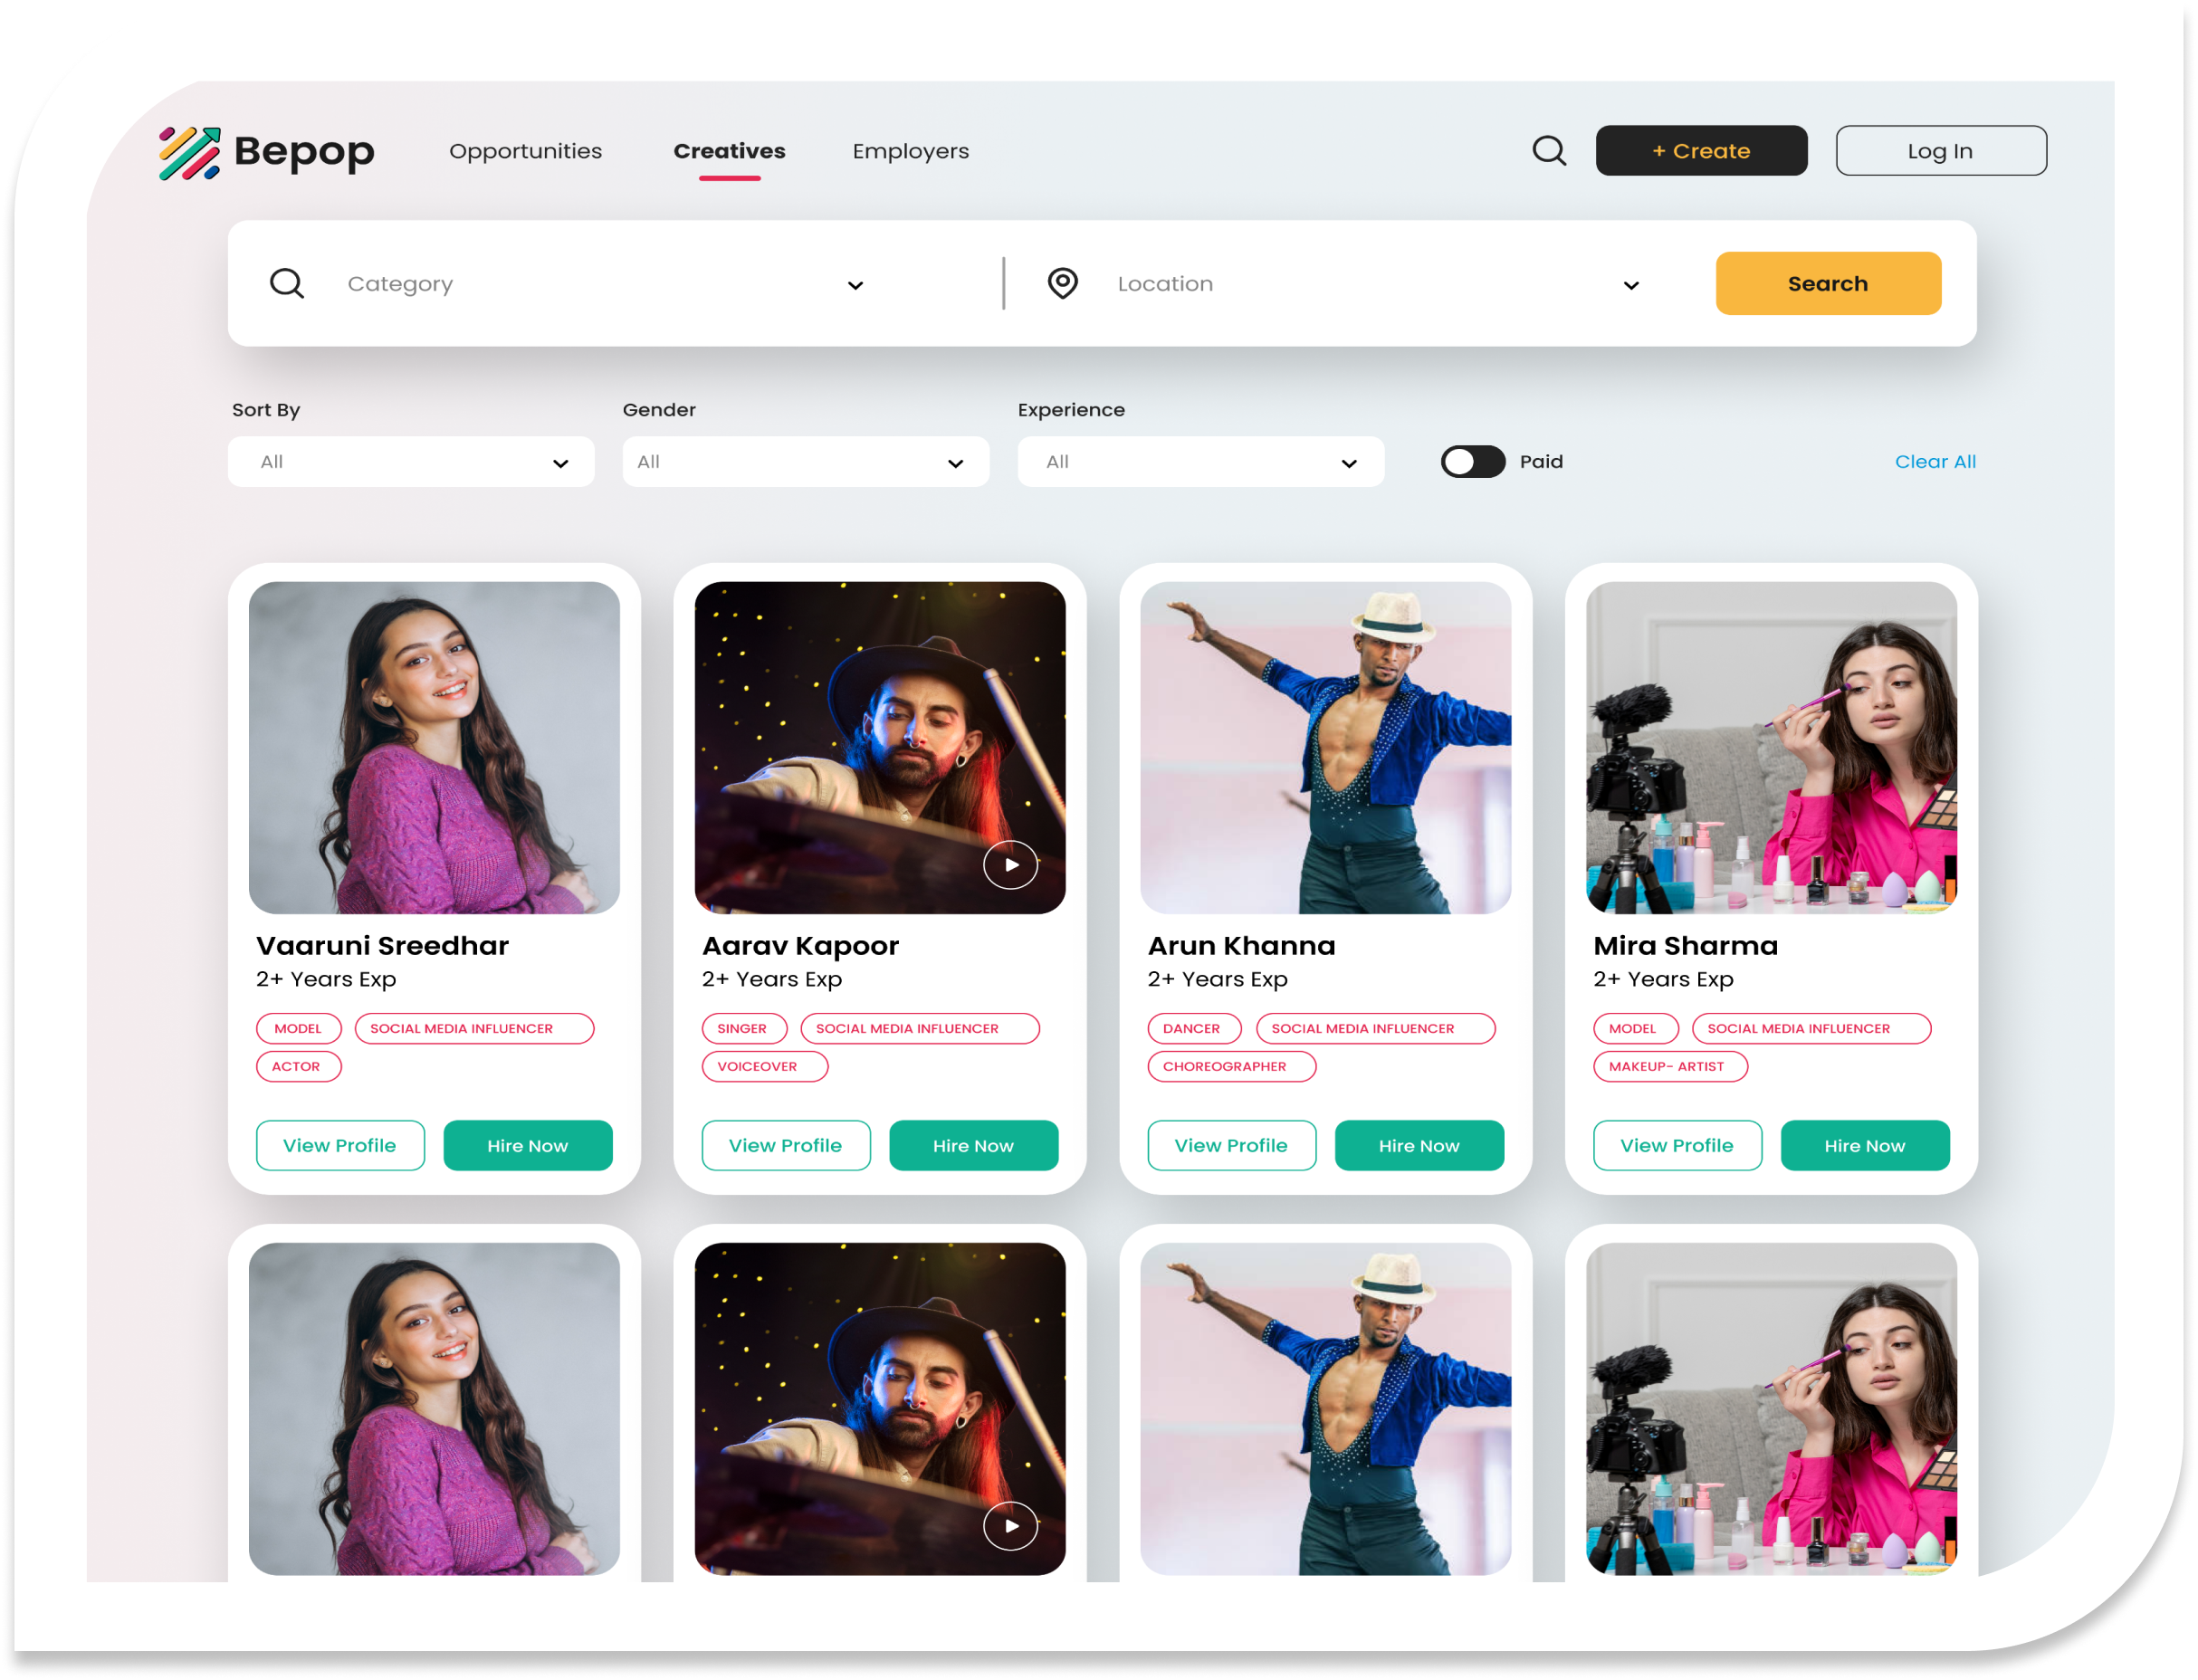 Bepop Opportunities Creatives Employers + Create Log In
Category Location Search
Sort By Gender Experience
All All All Paid Clear All
Vaaruni Sreedhar Aarav Kapoor Arun Khanna Mira Sharma
2+ Years Exp 2+ Years Exp 2+ Years Exp 2+ Years Exp
MODEL SOCIAL MEDIA INFLUENCER SINGER SOCIAL MEDIA INFLUENCER DANCER SOCIAL MEDIA INFLUENCER MODEL SOCIAL MEDIA INFLUENCER
ACTOR VOICEOVER CHOREOGRAPHER MAKEUP- ARTIST
View Profile Hire Now View Profile Hire Now View Profile Hire Now View Profile Hire Now